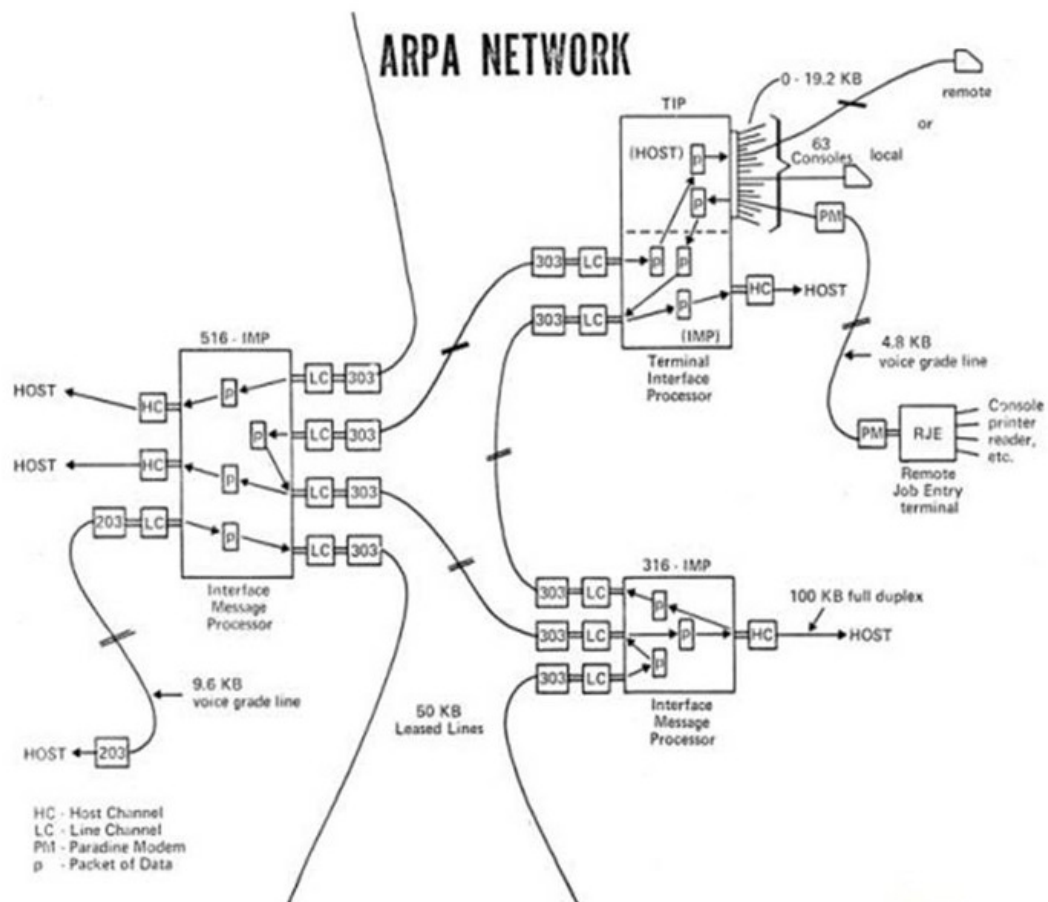 ARPA NETWORK
0 - 19.2 KB
remote
or
local
TIP
(HOST)
63
Consoles
p
p
PM
303
LC
p
p
HC
HOST
303
LC
p
(IMP)
Terminal
Interface
Processor
4.8 KB
voice grade line
516 - IMP
HOST
HC
p
LC
303
p
LC
303
HOST
HC
p
LC
303
203
LC
p
LC
303
Interface
Message
Processor
PM
RJE
Console
printer
reader,
etc.
Remote
Job Entry
terminal
316 - IMP
303
LC
p
100 KB full duplex
303
LC
p
HC
HOST
303
LC
p
Interface
Message
Processor
9.6 KB
voice grade line
50 KB
Leased Lines
HOST
203
HC - Host Channel
LC - Line Channel
PM - Paradine Modem
p - Packet of Data